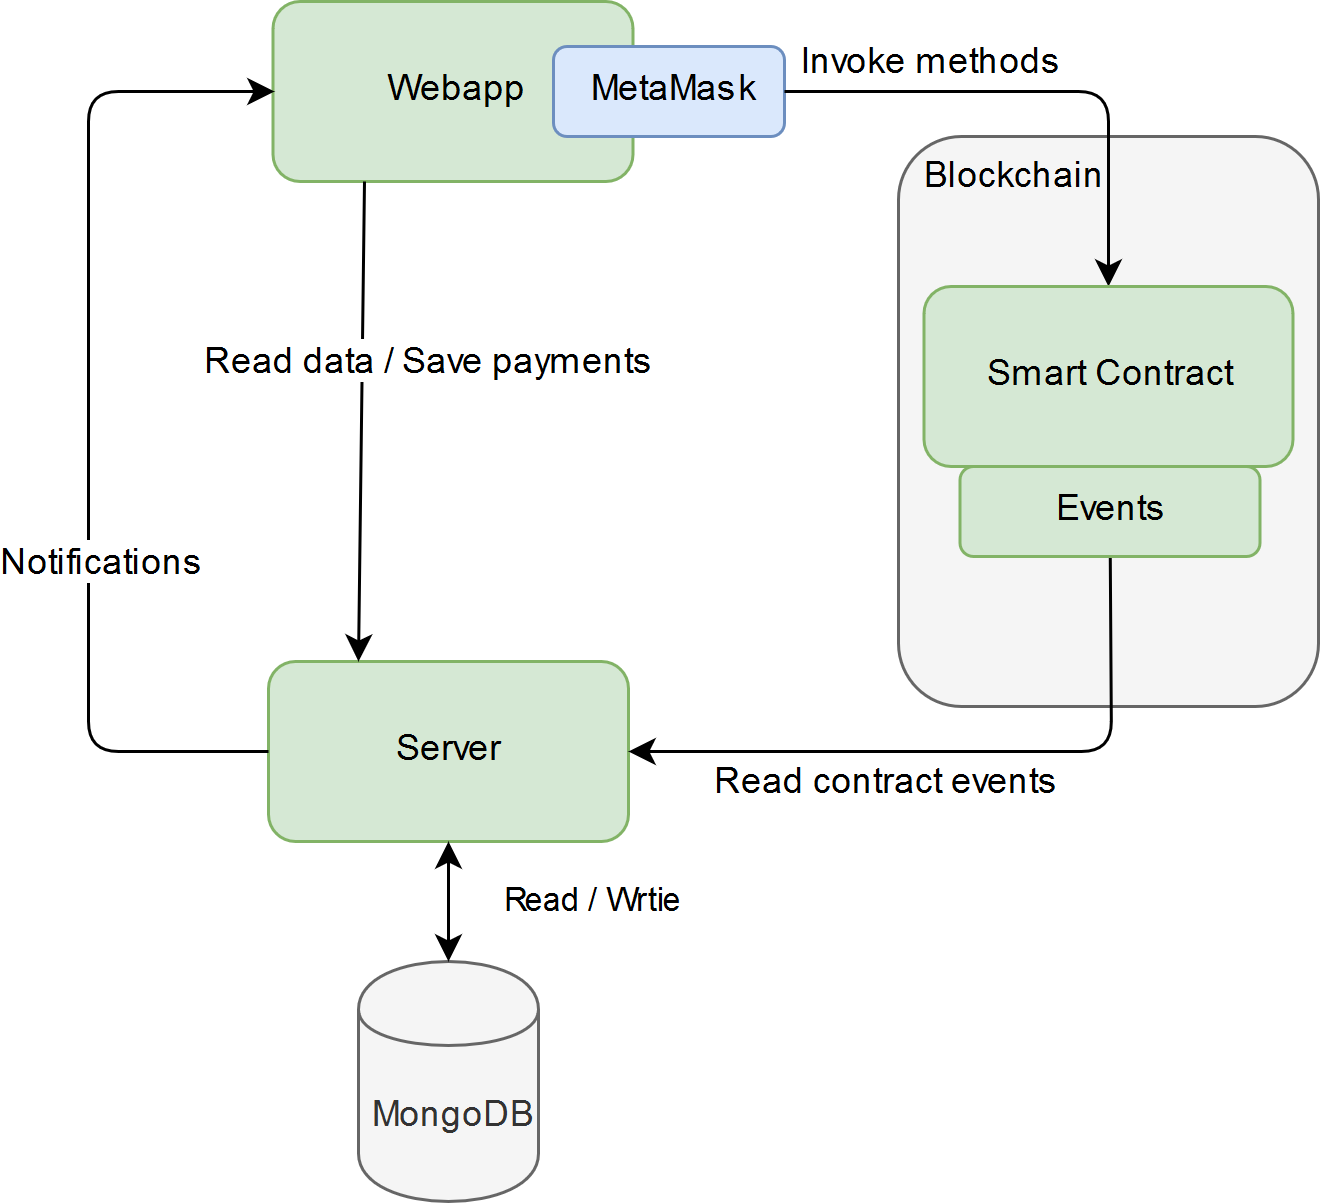 Webapp
MetaMask
Invoke methods
Blockchain
Read data / Save payments
Smart Contract
Events
Notifications
Server
Read contract events
Read / Wrtie
MongoDB